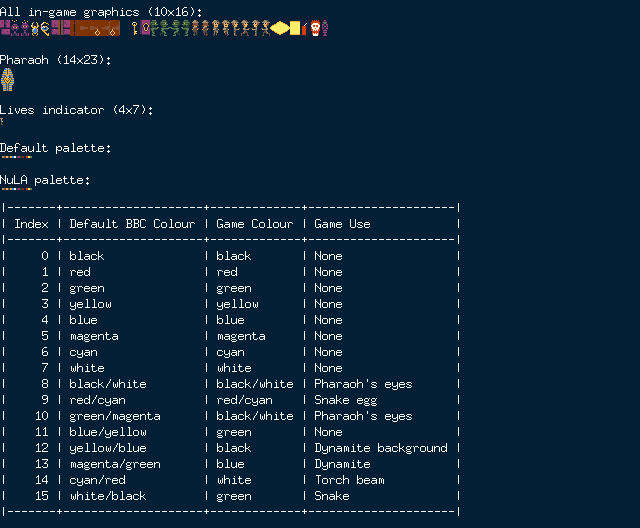 All in-game graphics (10x16):
Pharaoh (14x23):
Lives indicator (4x7):
Default palette:
NuLA palette:
|-------+---------------------+-------------+---------------------|
| Index | Default BBC Colour | Game Colour | Game Use |
|-------+---------------------+-------------+---------------------|
| 0 | black | black | None |
| 1 | red | red | None |
| 2 | green | green | None |
| 3 | yellow | yellow | None |
| 4 | blue | blue | None |
| 5 | magenta | magenta | None |
| 6 | cyan | cyan | None |
| 7 | white | white | None |
| 8 | black/white | black/white | Pharaoh's eyes |
| 9 | red/cyan | red/cyan | Snake egg |
| 10 | green/magenta | black/white | Pharaoh's eyes |
| 11 | blue/yellow | green | None |
| 12 | yellow/blue | black | Dynamite background |
| 13 | magenta/green | blue | Dynamite |
| 14 | cyan/red | white | Torch beam |
| 15 | white/black | green | Snake |
|-------+---------------------+-------------+---------------------|